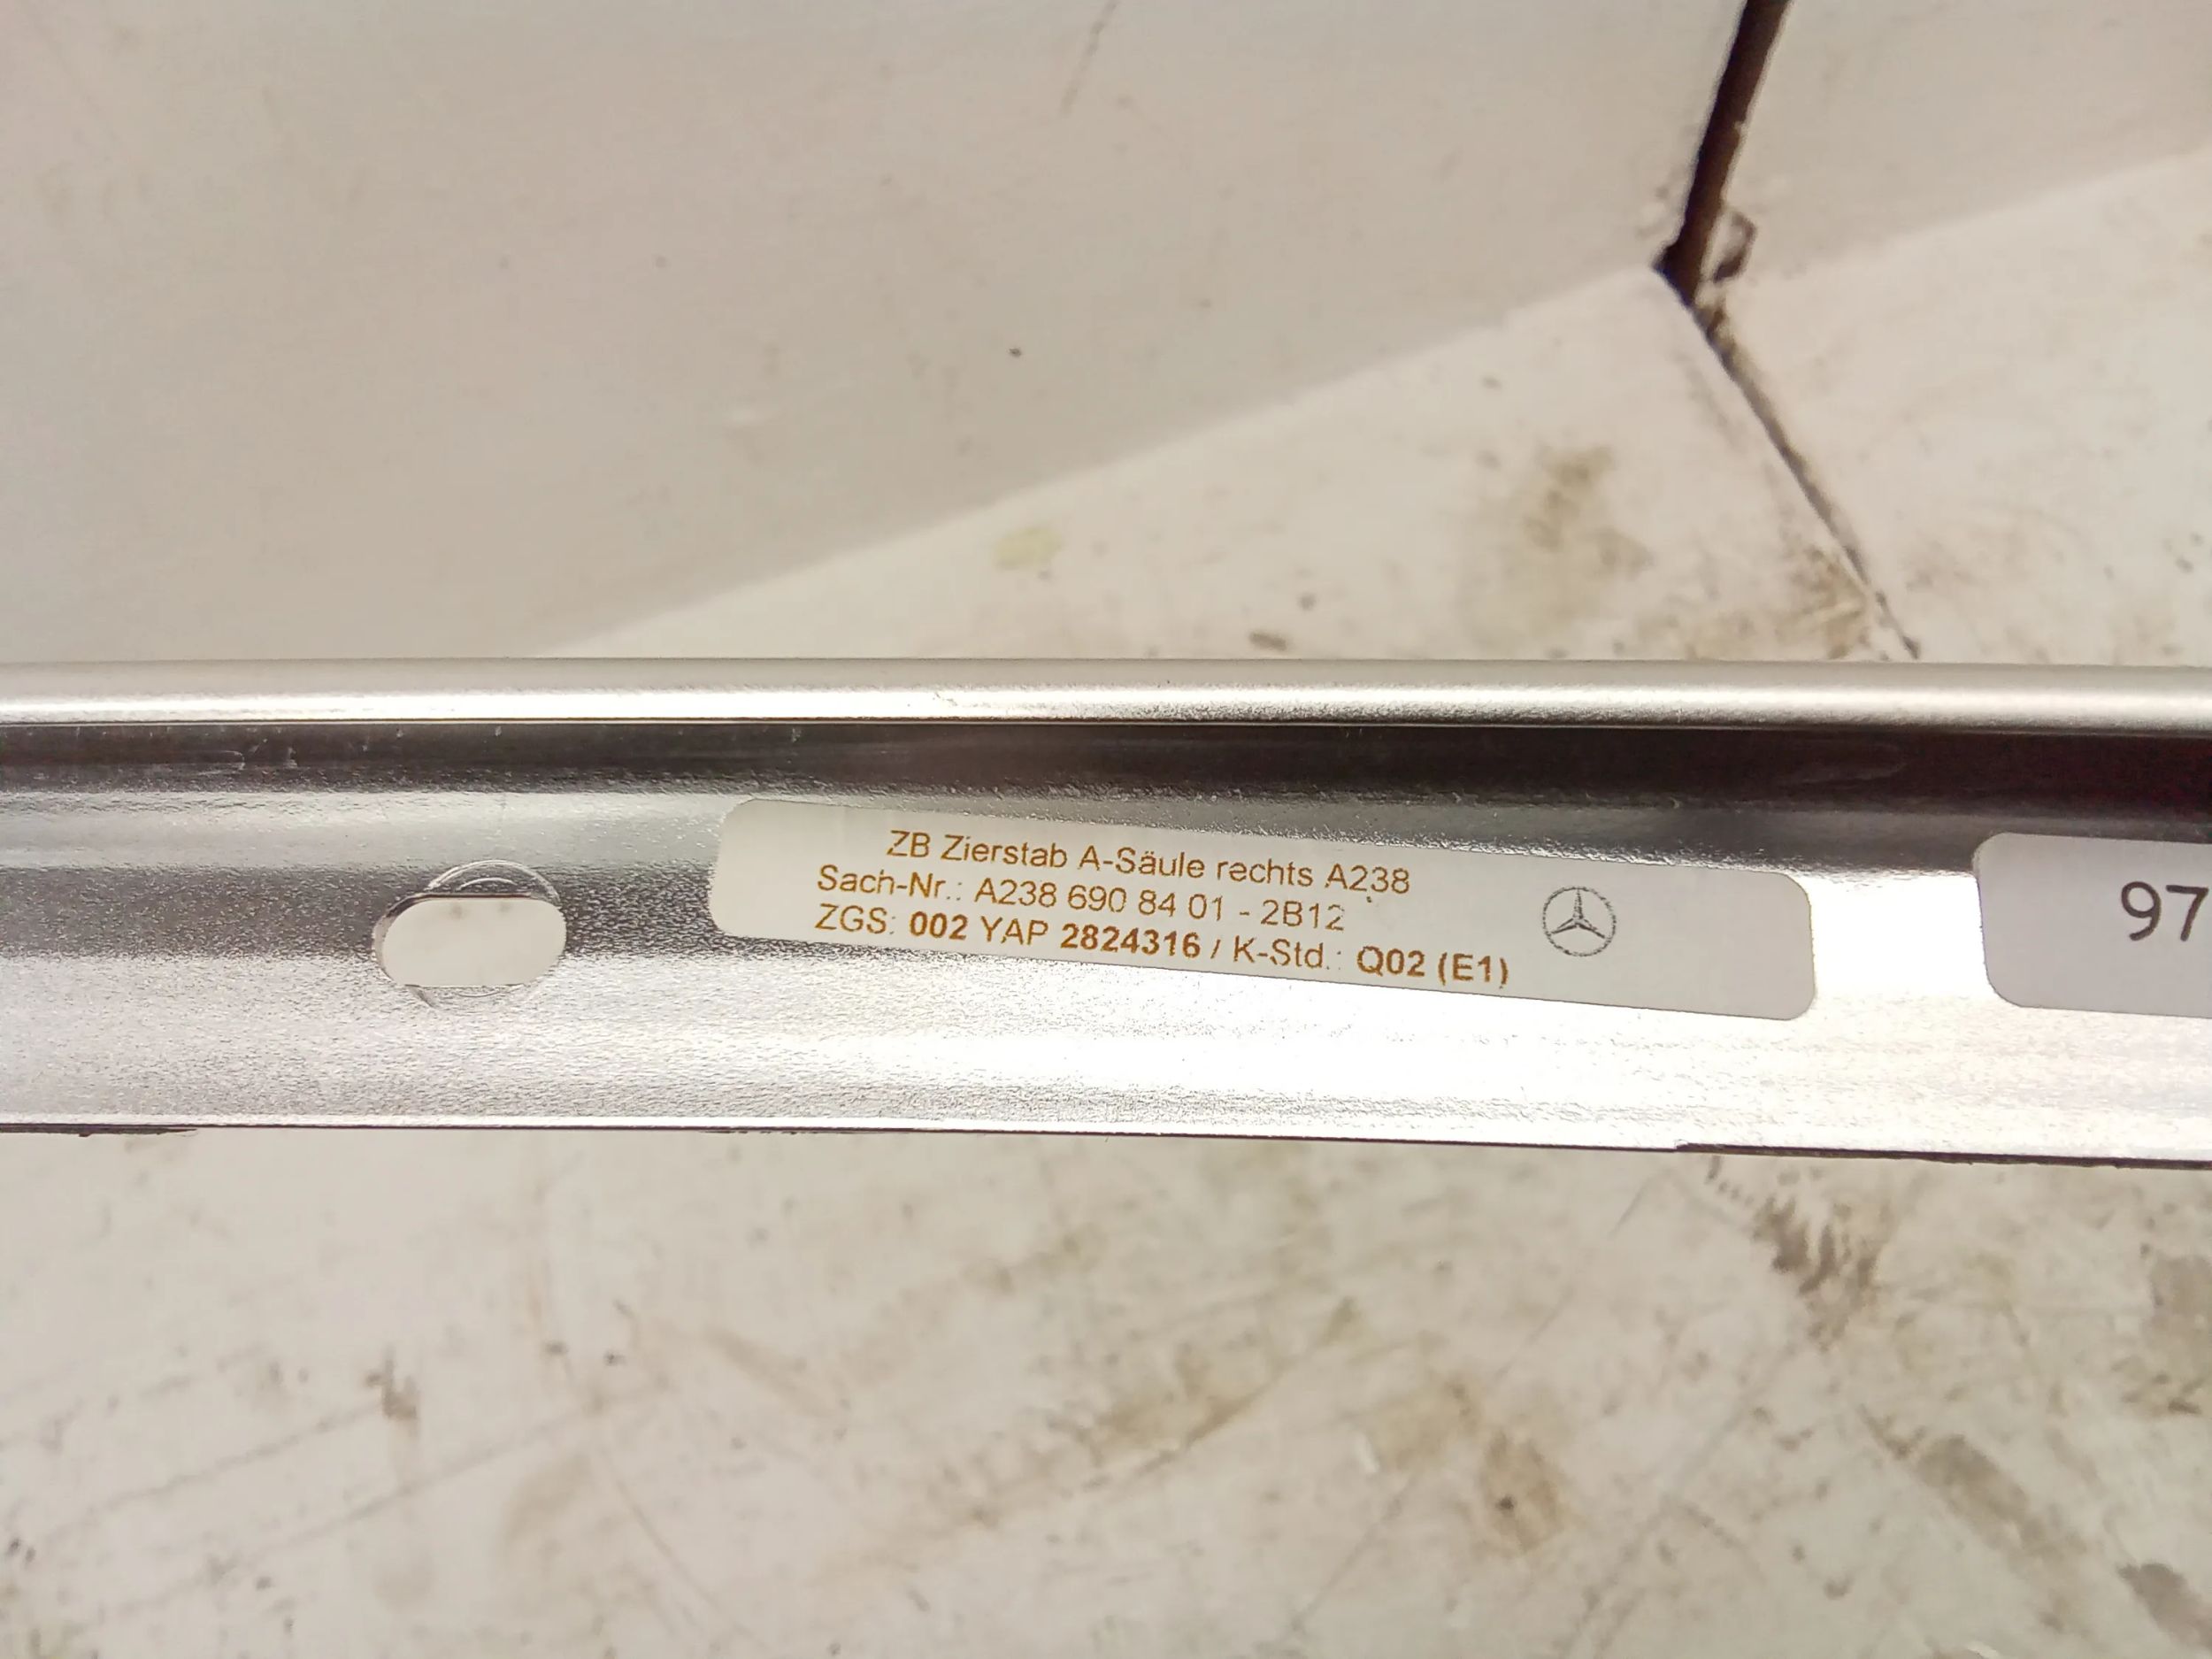 ZB Zierstab A-Säule rechts A238
Sach-Nr.: A238 690 84 01 - 2B12
ZGS: 002 YAP 2824316 / K-Std.: Q02 (E1)
97